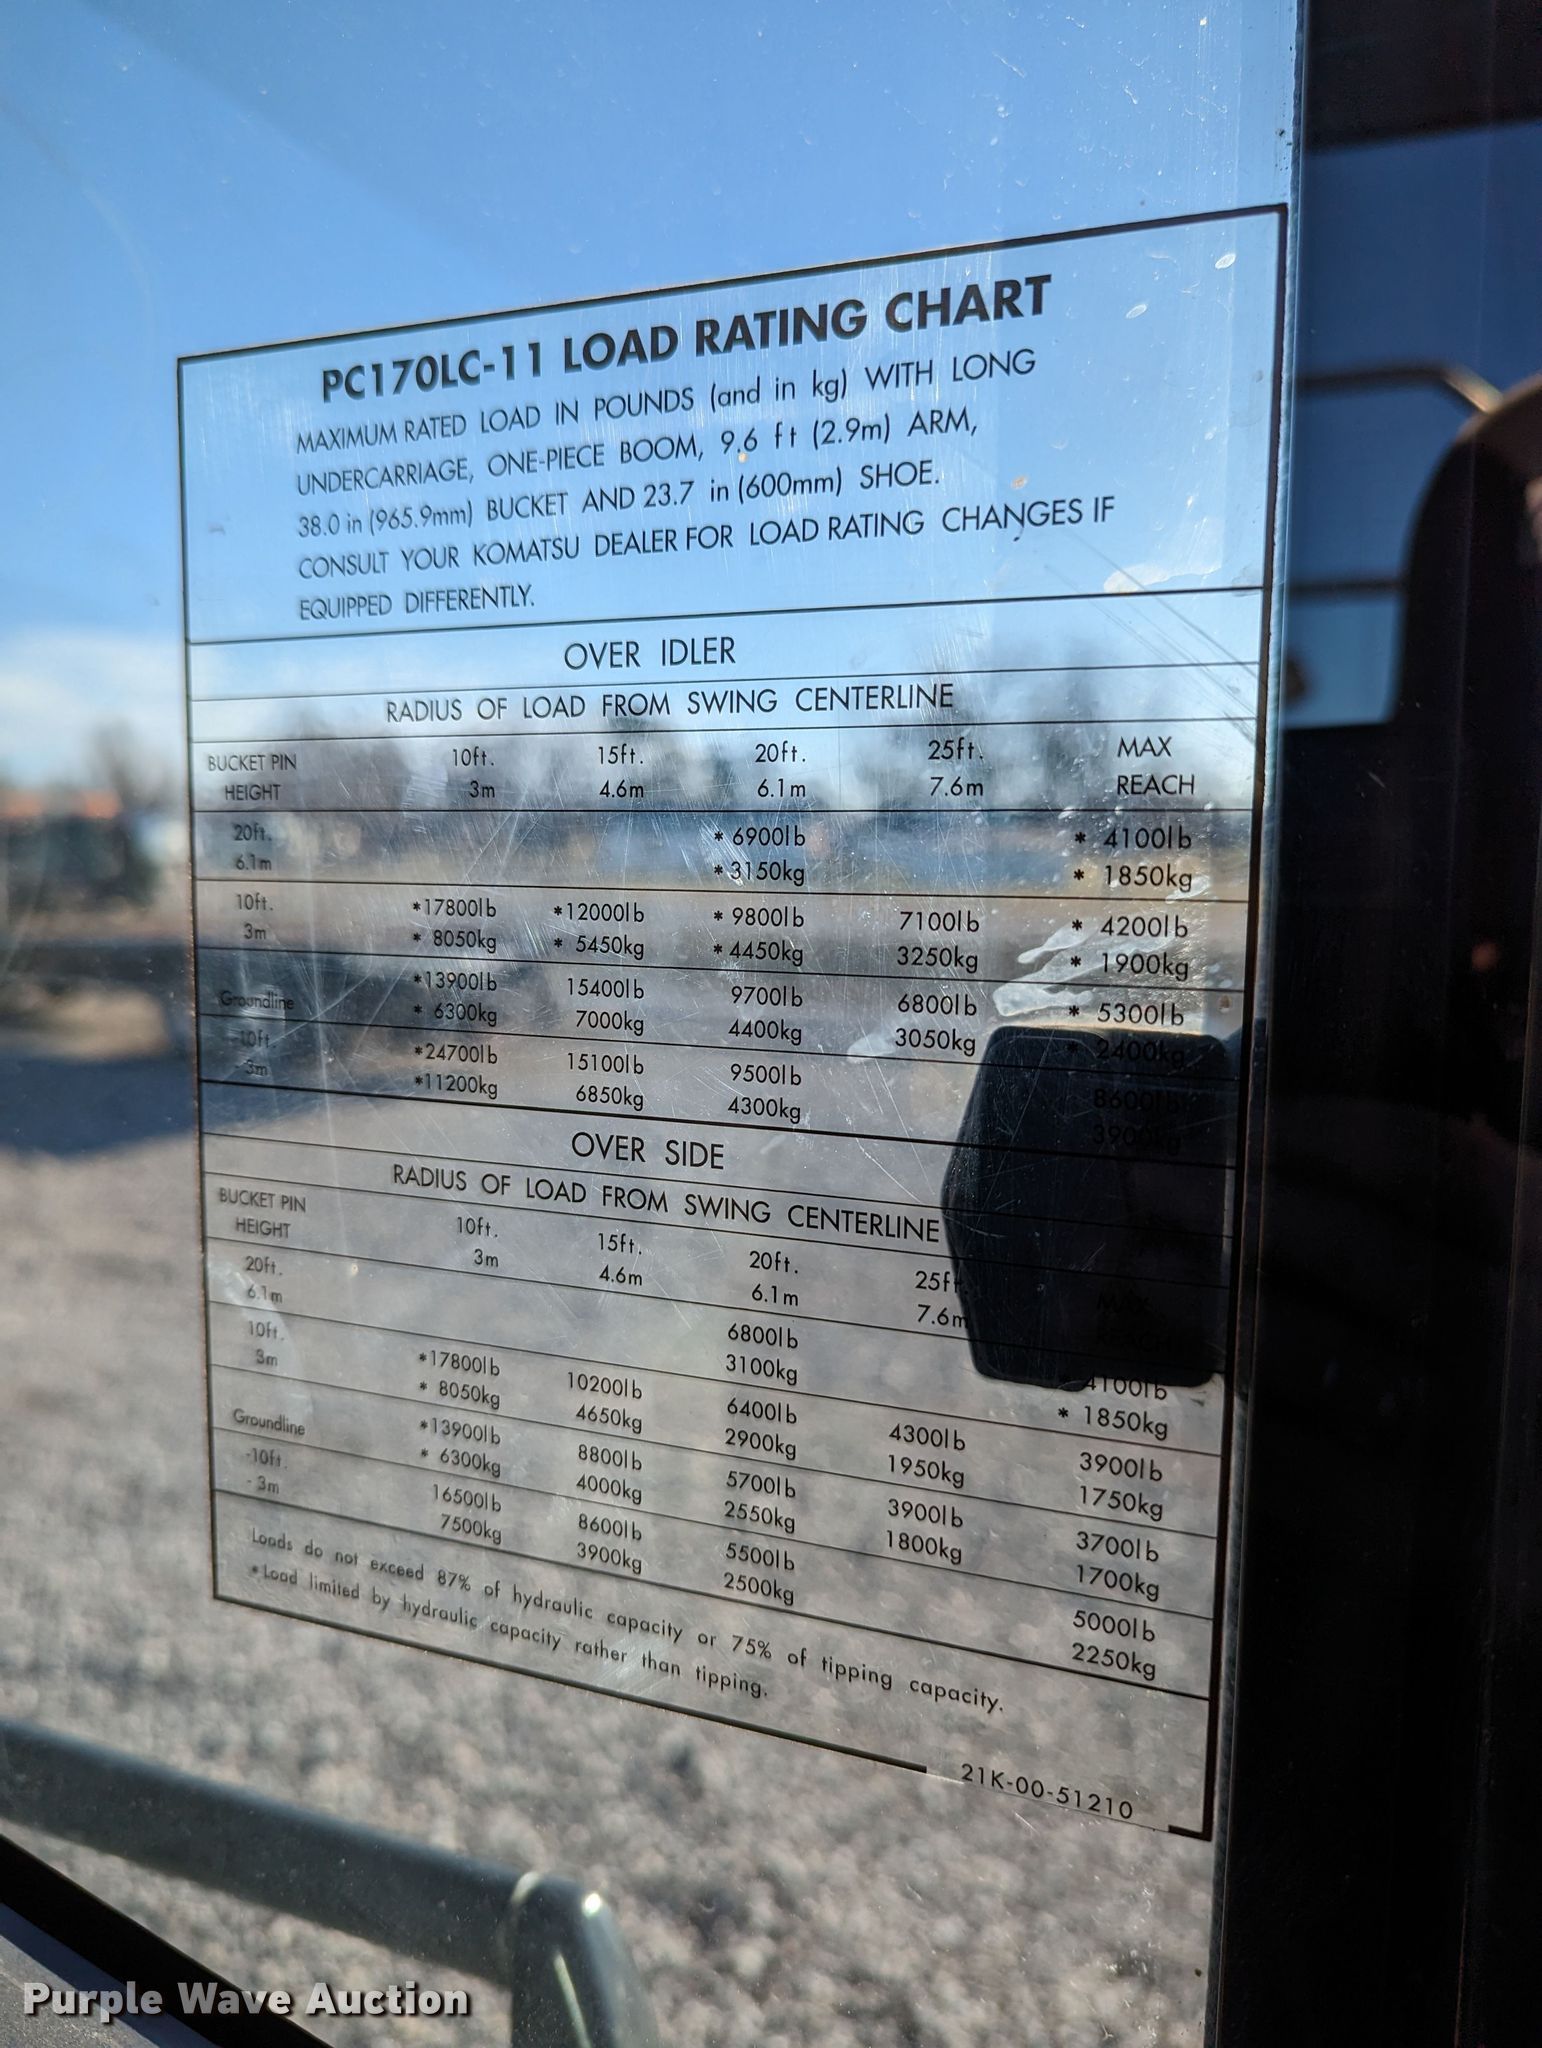 PC170LC-11 LOAD RATING CHART
MAXIMUM RATED LOAD IN POUNDS (and in kg) WITH LONG
UNDERCARRIAGE, ONE-PIECE BOOM, 9.6 ft (2.9m) ARM,
38.0 in (965.9mm) BUCKET AND 23.7 in (600mm) SHOE.
CONSULT YOUR KOMATSU DEALER FOR LOAD RATING CHANGES IF
EQUIPPED DIFFERENTLY.
OVER IDLER
RADIUS OF LOAD FROM SWING CENTERLINE
BUCKET PIN 10ft. 15ft. 20ft. 25ft. MAX
HEIGHT 3m 4.6m 6.1m 7.6m REACH
20ft. * 6900lb * 4100lb
6.1m * 3150kg * 1850kg
10ft. *17800lb *12000lb * 9800lb 7100lb * 4200lb
3m * 8050kg * 5450kg * 4450kg 3250kg * 1900kg
Groundline *13900lb 15400lb 9700lb 6800lb * 5300lb
* 6300kg 7000kg 4400kg 3050kg * 2400kg
-10ft. *24700lb 15100lb 9500lb 8600lb
- 3m *11200kg 6850kg 4300kg 3900kg
OVER SIDE
RADIUS OF LOAD FROM SWING CENTERLINE
BUCKET PIN 10ft. 15ft. 20ft. 25ft. MAX
HEIGHT 3m 4.6m 6.1m 7.6m REACH
20ft. 6800lb 4100lb
6.1m 3100kg * 1850kg
10ft. *17800lb 10200lb 6400lb 4300lb 3900lb
3m * 8050kg 4650kg 2900kg 1950kg 1750kg
Groundline *13900lb 8800lb 5700lb 3900lb 3700lb
* 6300kg 4000kg 2550kg 1800kg 1700kg
-10ft. 16500lb 8600lb 5500lb 5000lb
- 3m 7500kg 3900kg 2500kg 2250kg
Loads do not exceed 87% of hydraulic capacity or 75% of tipping capacity.
*Load limited by hydraulic capacity rather than tipping.
21K-00-51210
Purple Wave Auction